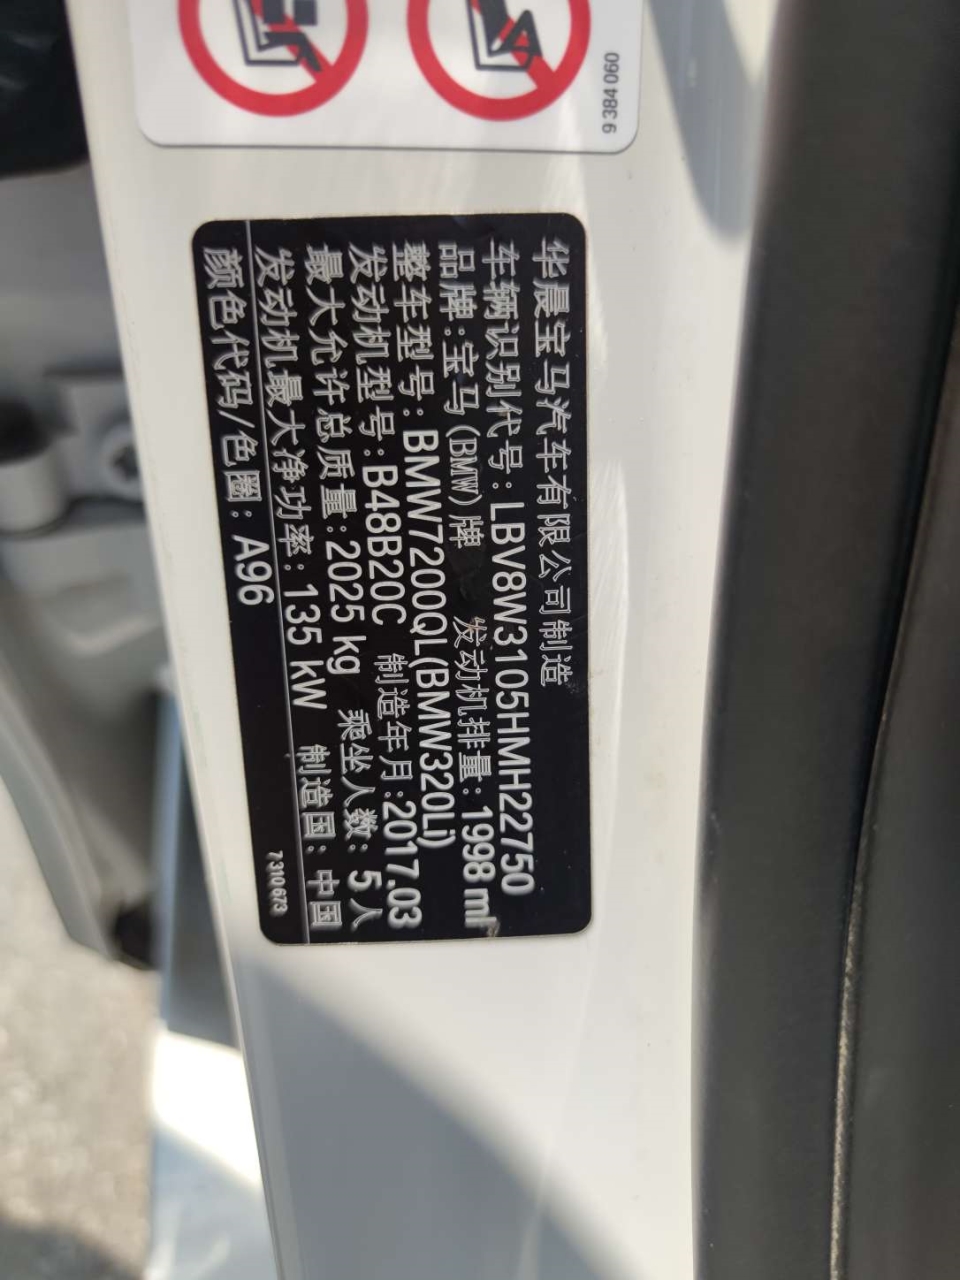 9 384 060
华晨宝马汽车有限公司制造
车辆识别代号:LBV8W3105HMH22750
品牌:宝马(BMW)牌 发动机排量:1998 ml
整车型号:BMW7200QL(BMW320Li)
发动机型号:B48B20C 制造年月:2017.03
最大允许总质量:2025 kg 乘坐人数:5人
发动机最大净功率:135 kW 制造国:中国
颜色代码/色圈:A96 7310673